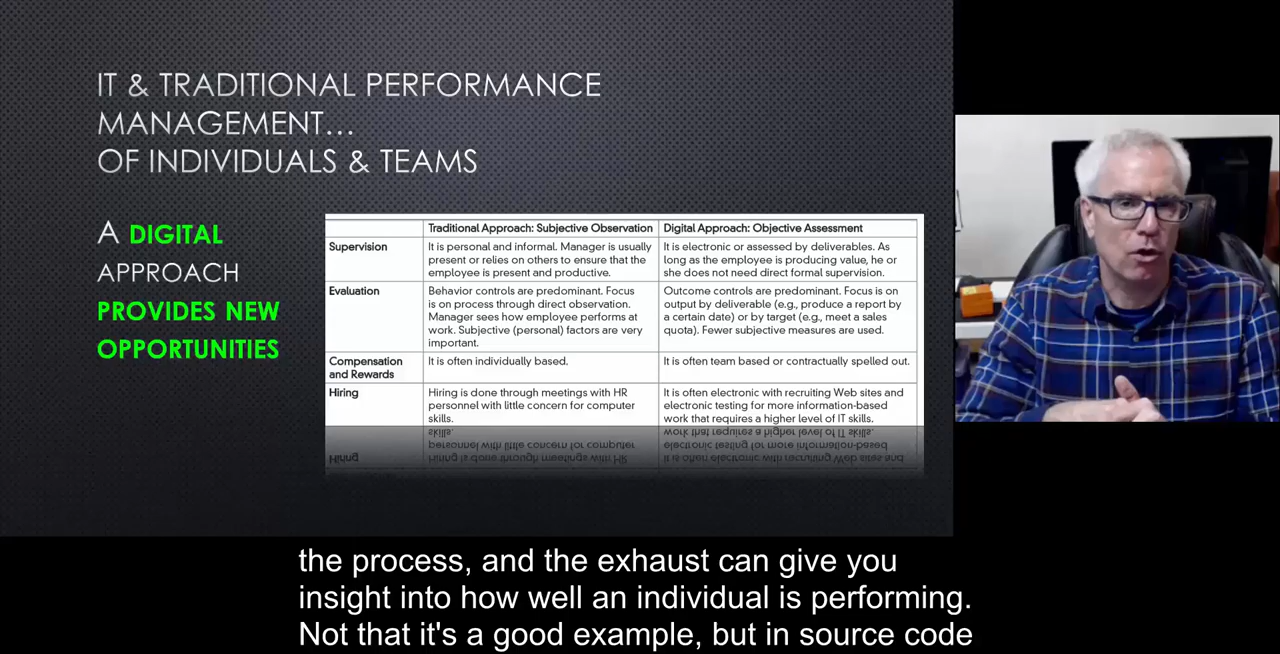 IT & TRADITIONAL PERFORMANCE
MANAGEMENT…
OF INDIVIDUALS & TEAMS
A DIGITAL
APPROACH
PROVIDES NEW
OPPORTUNITIES
Traditional Approach: Subjective Observation
Digital Approach: Objective Assessment
Supervision
It is personal and informal. Manager is usually
present or relies on others to ensure that the
employee is present and productive.
It is electronic or assessed by deliverables. As
long as the employee is producing value, he or
she does not need direct formal supervision.
Evaluation
Behavior controls are predominant. Focus
is on process through direct observation.
Manager sees how employee performs at
work. Subjective (personal) factors are very
important.
Outcome controls are predominant. Focus is on
output by deliverable (e.g., produce a report by
a certain date) or by target (e.g., meet a sales
quota). Fewer subjective measures are used.
Compensation
and Rewards
It is often individually based.
It is often team based or contractually spelled out.
Hiring
Hiring is done through meetings with HR
personnel with little concern for computer
skills.
It is often electronic with recruiting Web sites and
electronic testing for more information-based
work that requires a higher level of IT skills.
the process, and the exhaust can give you
insight into how well an individual is performing.
Not that it's a good example, but in source code